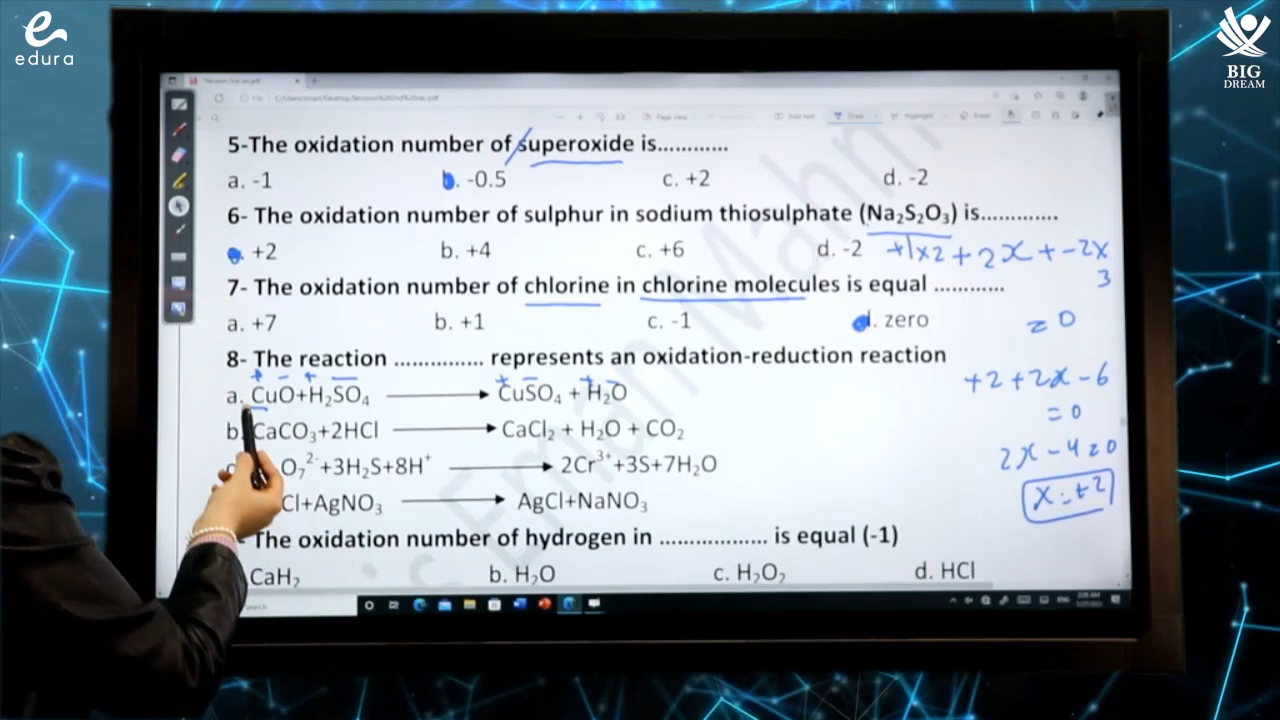 edura
BIG
DREAM
5-The oxidation number of superoxide is............
a. -1 b. -0.5 c. +2 d. -2
6- The oxidation number of sulphur in sodium thiosulphate (Na₂S₂O₃) is.............
+2 b. +4 c. +6 d. -2 +1x2 + 2x + -2x
3
7- The oxidation number of chlorine in chlorine molecules is equal ............
= 0
a. +7 b. +1 c. -1 d. zero
8- The reaction ............... represents an oxidation-reduction reaction
+2 + 2x - 6
+ - + + - + -
a. CuO+H₂SO₄ ⟶ CuSO₄ + H₂O
= 0
b. CaCO₃+2HCl ⟶ CaCl₂ + H₂O + CO₂
2x - 4 = 0
O₇²⁻+3H₂S+8H⁺ ⟶ 2Cr³⁺+3S+7H₂O
x = +2
Cl+AgNO₃ ⟶ AgCl+NaNO₃
The oxidation number of hydrogen in .................. is equal (-1)
CaH₂ b. H₂O c. H₂O₂ d. HCl